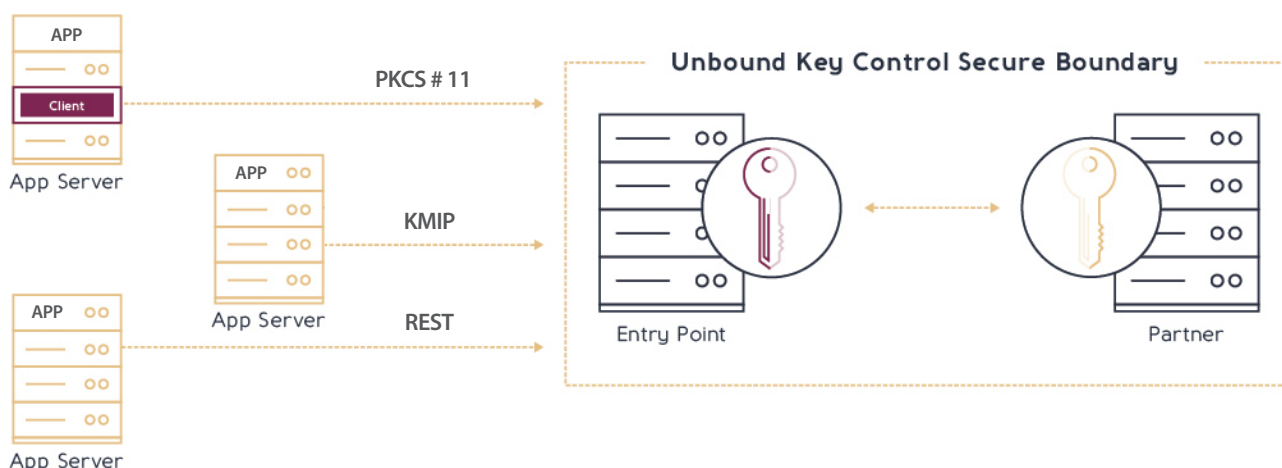 APP
Client
App Server
PKCS # 11
APP
App Server
KMIP
APP
App Server
REST
Unbound Key Control Secure Boundary
Entry Point
Partner